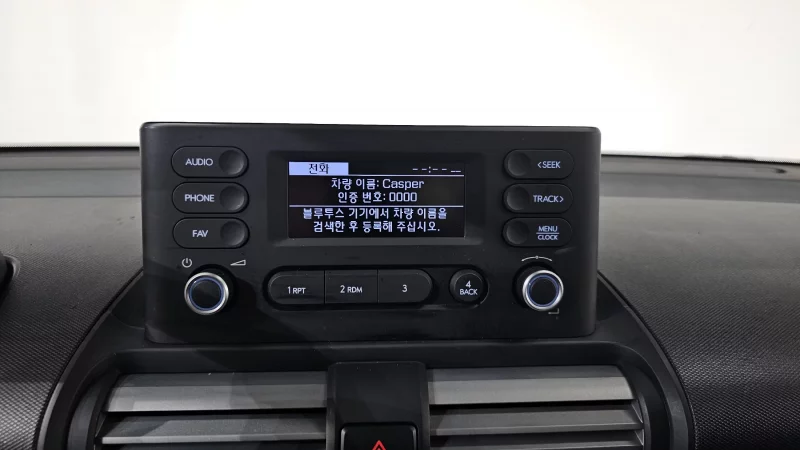 AUDIO
PHONE
FAV
전화 --:--
차량 이름: Casper
인증 번호: 0000
블루투스 기기에서 차량 이름을
검색한 후 등록해 주십시오.
<SEEK
TRACK>
MENU
CLOCK
1 RPT
2 RDM
3
4
BACK